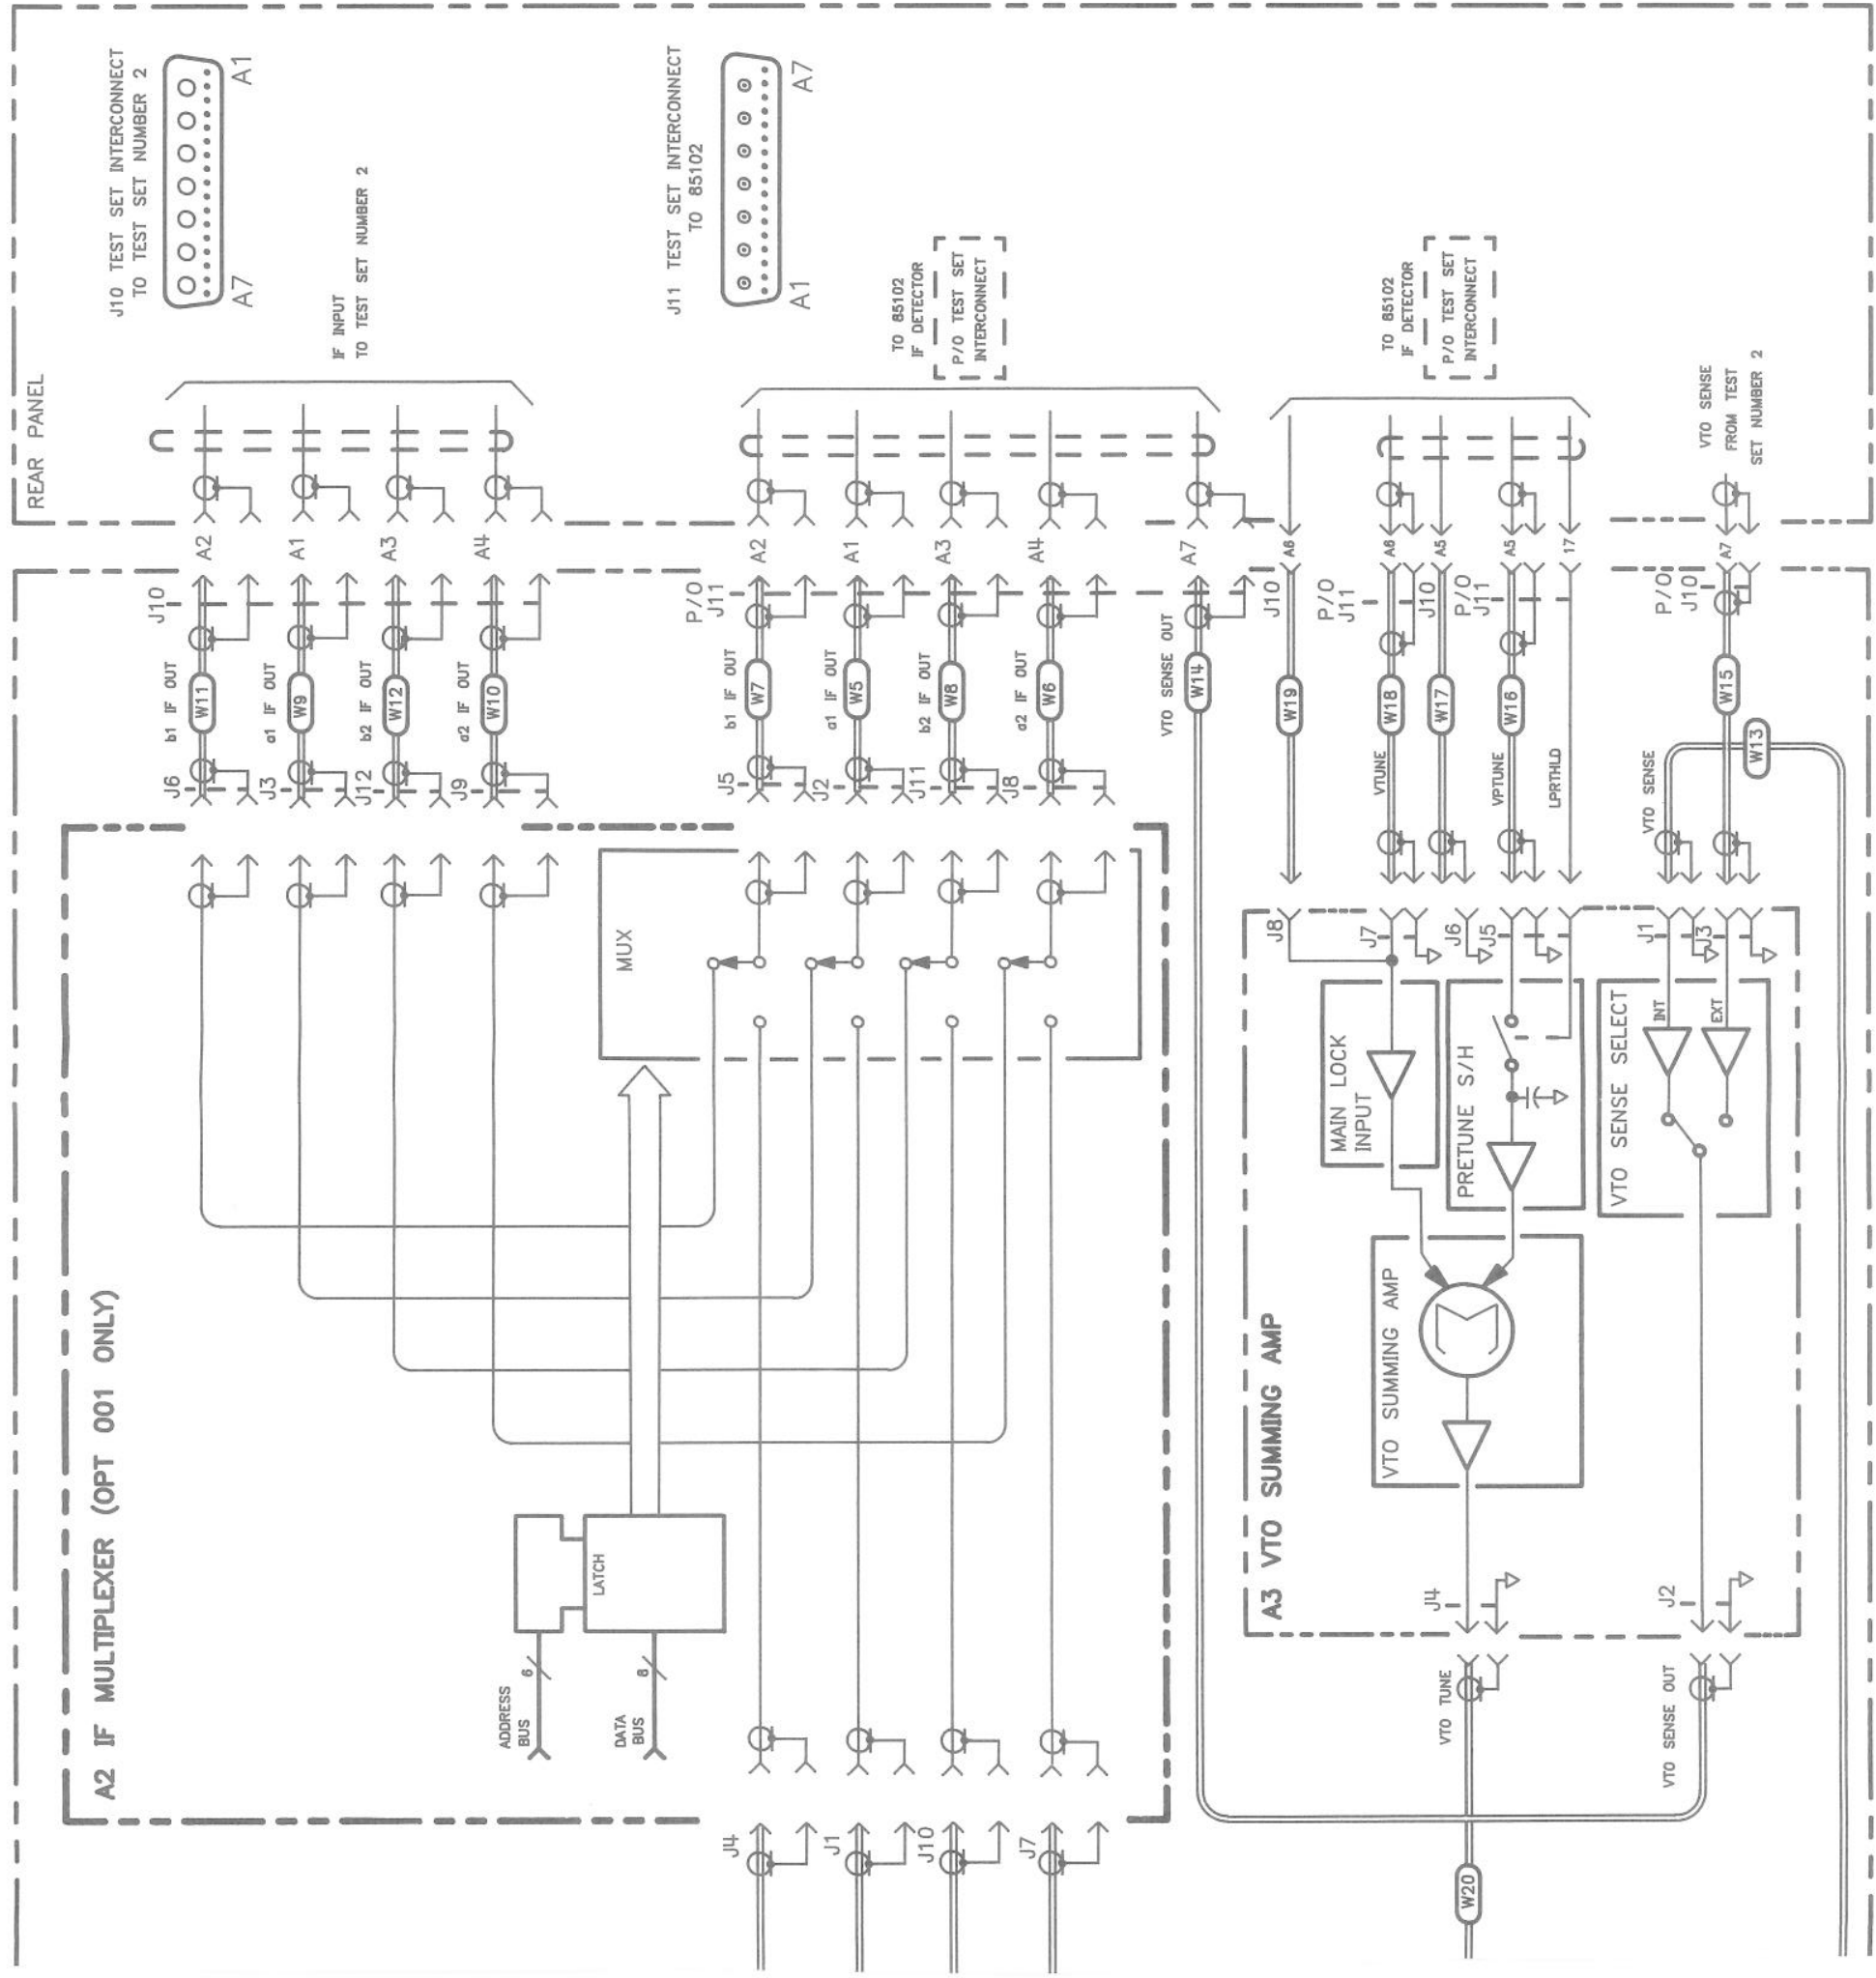 REAR PANEL
J10 TEST SET INTERCONNECT
TO TEST SET NUMBER 2
A7
A1
IF INPUT
TO TEST SET NUMBER 2
J11 TEST SET INTERCONNECT
TO 85102
A1
A7
TO 85102
IF DETECTOR
P/O TEST SET
INTERCONNECT
TO 85102
IF DETECTOR
P/O TEST SET
INTERCONNECT
VTO SENSE
FROM TEST
SET NUMBER 2
A2
A1
A3
A4
A2
A1
A3
A4
A7
A6
A6
A5
A5
17
A7
J10
P/O
J11
J10
P/O
J11
J10
P/O
J11
P/O
J10
b1 IF OUT
W11
a1 IF OUT
W9
b2 IF OUT
W12
a2 IF OUT
W10
b1 IF OUT
W7
a1 IF OUT
W5
b2 IF OUT
W8
a2 IF OUT
W6
VTO SENSE OUT
W14
W19
W18
W17
W16
W15
W13
VTUNE
VPTUNE
LPRTHLD
VTO SENSE
J6
J3
J12
J9
J5
J2
J11
J8
A2 IF MULTIPLEXER (OPT 001 ONLY)
MUX
LATCH
ADDRESS
BUS
6
DATA
BUS
8
J4
J1
J10
J7
A3 VTO SUMMING AMP
J8
J7
J6
J5
J1
J3
MAIN LOCK
INPUT
PRETUNE S/H
VTO SENSE SELECT
INT
EXT
VTO SUMMING AMP
Σ
J4
J2
VTO TUNE
VTO SENSE OUT
W20